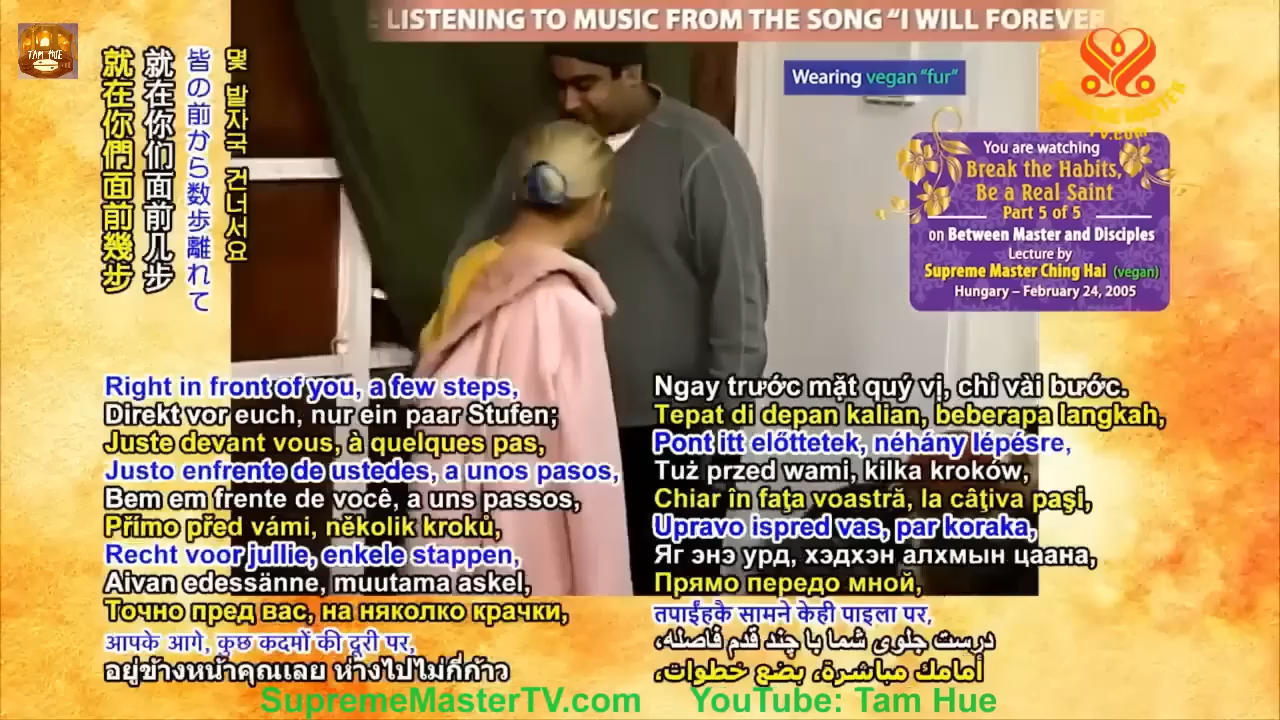 LISTENING TO MUSIC FROM THE SONG “I WILL FOREVER
TAM HUE
Wearing vegan “fur”
You are watching
Break the Habits,
Be a Real Saint
Part 5 of 5
on Between Master and Disciples
Lecture by
Supreme Master Ching Hai (vegan)
Hungary – February 24, 2005
몇 발자국 건너서요
皆の前から数歩離れて
就在你们面前几步
就在你們面前幾步
Right in front of you, a few steps,
Direkt vor euch, nur ein paar Stufen;
Juste devant vous, à quelques pas,
Justo enfrente de ustedes, a unos pasos,
Bem em frente de você, a uns passos,
Přímo před vámi, několik kroků,
Recht voor jullie, enkele stappen,
Aivan edessänne, muutama askel,
Точно пред вас, на няколко крачки,
आपके आगे, कुछ कदमों की दूरी पर,
อยู่ข้างหน้าคุณเลย ห่างไปไม่กี่ก้าว
Ngay trước mặt quý vị, chỉ vài bước.
Tepat di depan kalian, beberapa langkah,
Pont itt előttetek, néhány lépésre,
Tuż przed wami, kilka kroków,
Chiar în faţa voastră, la câţiva paşi,
Upravo ispred vas, par koraka,
Яг энэ урд, хэдхэн алхмын цаана,
Прямо передо мной,
तपाईंहकै सामने केही पाइला पर,
درست جلوی شما با چند قدم فاصله،
أمامك مباشرة، بضع خطوات،
SupremeMasterTV.com
YouTube: Tam Hue